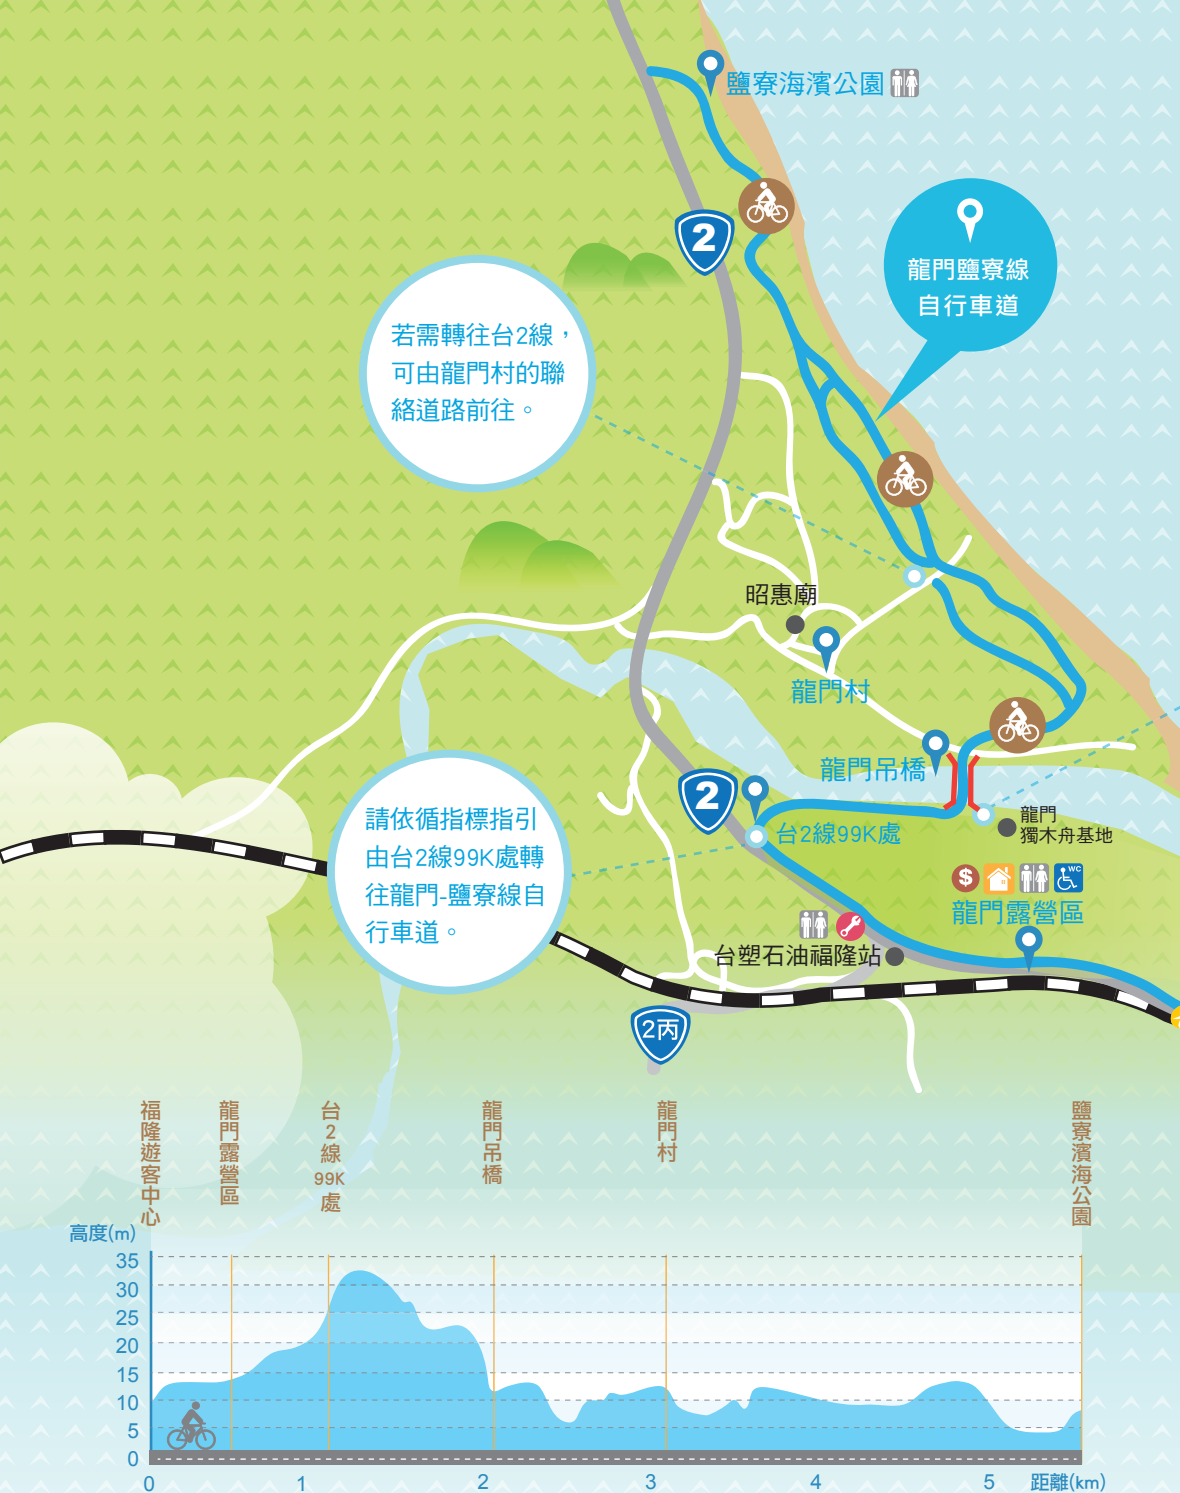 鹽寮海濱公園
2
龍門鹽寮線
自行車道
若需轉往台2線，
可由龍門村的聯
絡道路前往。
昭惠廟
龍門村
龍門吊橋
2
台2線99K處
龍門
獨木舟基地
請依循指標指引
由台2線99K處轉
往龍門-鹽寮線自
行車道。
$
WC
龍門露營區
台塑石油福隆站
2丙
福隆遊客中心
龍門露營區
台2線99K處
龍門吊橋
龍門村
鹽寮濱海公園
高度(m)
35
30
25
20
15
10
5
0
0 1 2 3 4 5 距離(km)